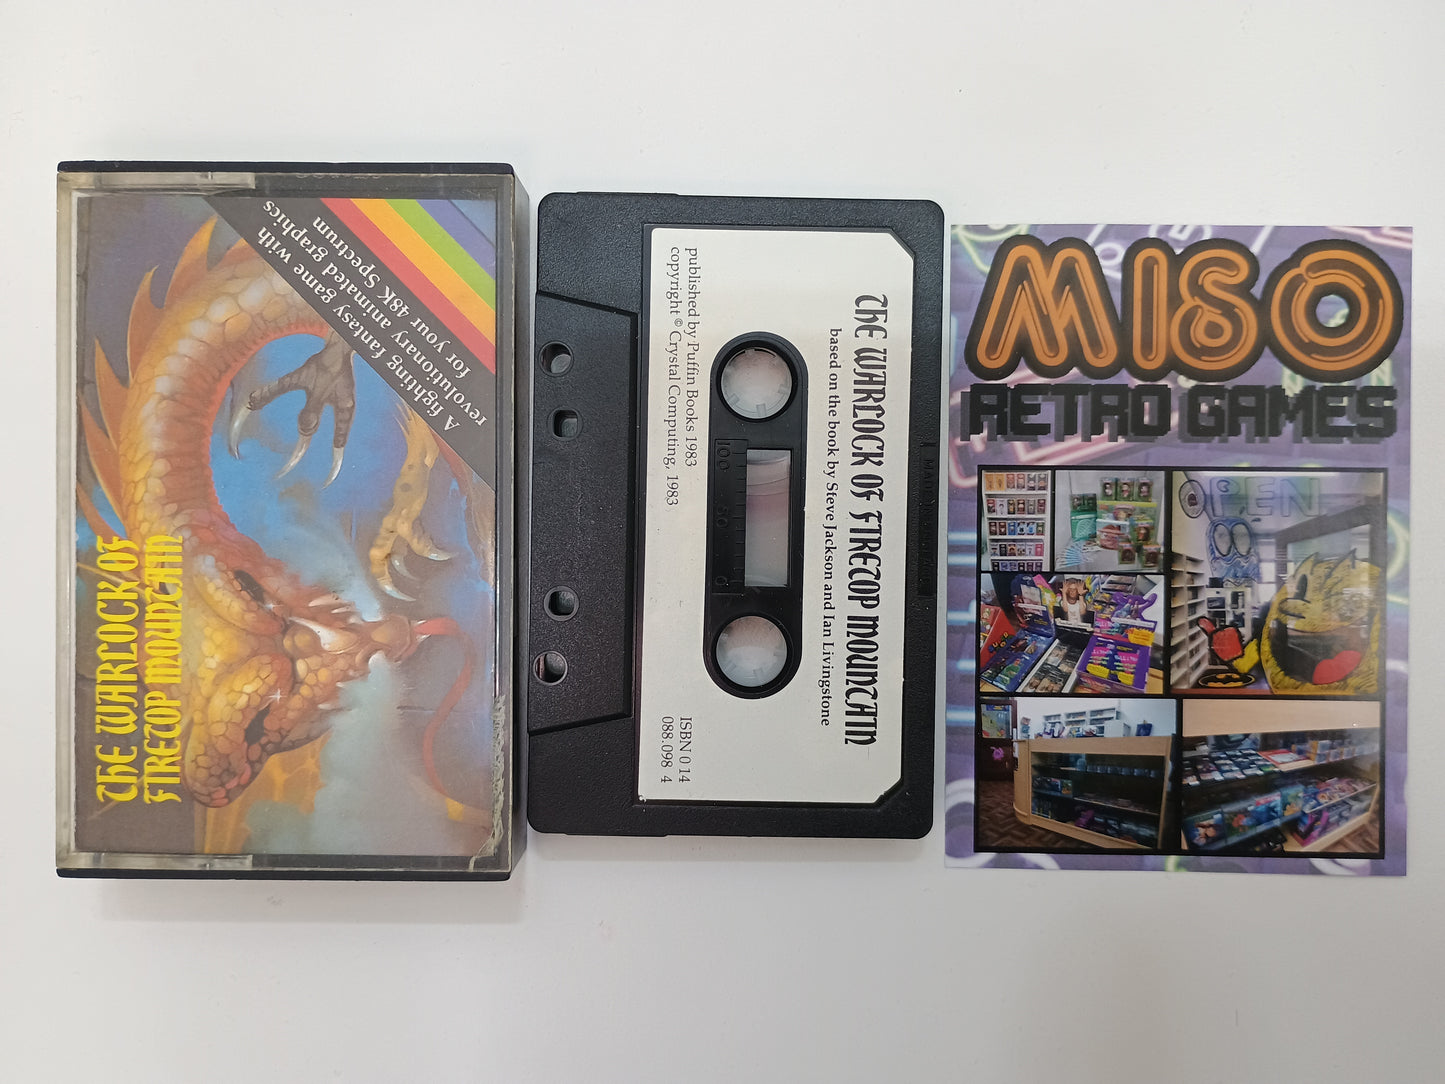 THE WARLOCK OF
FIRETOP MOUNTAIN
A fighting fantasy game with
revolutionary animated graphics
for your 48K Spectrum
THE WARLOCK OF FIRETOP MOUNTAIN
based on the book by Steve Jackson and Ian Livingstone
published by Puffin Books 1983
copyright © Crystal Computing, 1983
ISBN 0 14
088 098 4
100 50 0
MISO
RETRO GAMES
OPEN